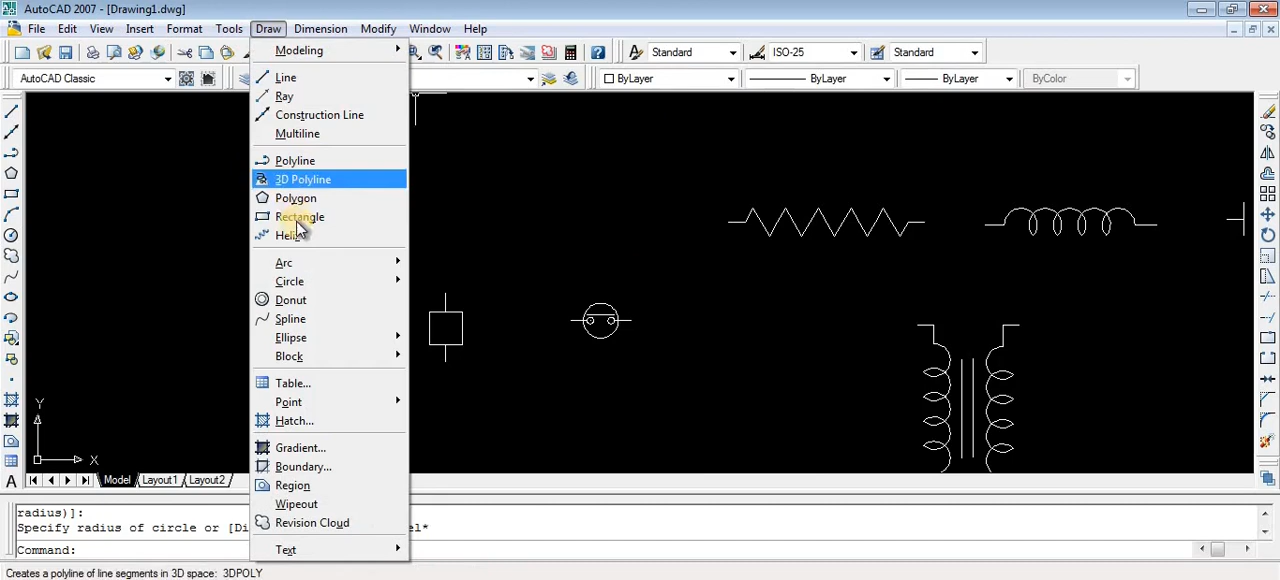 AutoCAD 2007 - [Drawing1.dwg]
File Edit View Insert Format Tools Draw Dimension Modify Window Help
Standard ISO-25 Standard
AutoCAD Classic ByLayer ByLayer ByLayer ByColor
Modeling
Line
Ray
Construction Line
Multiline
Polyline
3D Polyline
Polygon
Rectangle
Arc
Circle
Donut
Spline
Ellipse
Block
Table...
Point
Hatch...
Gradient...
Boundary...
Region
Wipeout
Revision Cloud
Text
Y
X
A Model Layout1 Layout2
radius)]:
Specify radius of circle or [Di el*
Command:
Creates a polyline of line segments in 3D space: 3DPOLY